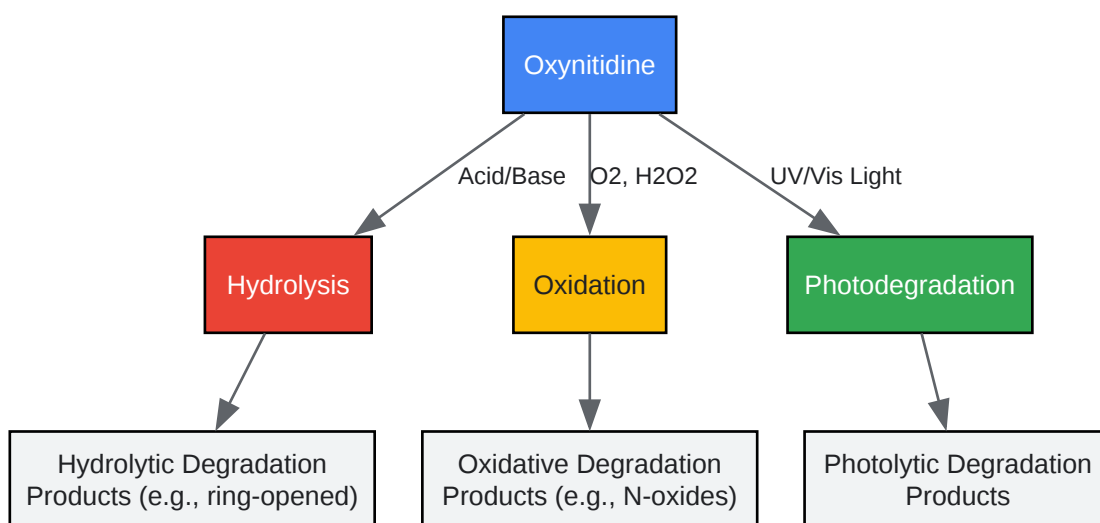 Oxynitidine
Acid/Base
O2, H2O2
UV/Vis Light
Hydrolysis
Oxidation
Photodegradation
Hydrolytic Degradation
Products (e.g., ring-opened)
Oxidative Degradation
Products (e.g., N-oxides)
Photolytic Degradation
Products